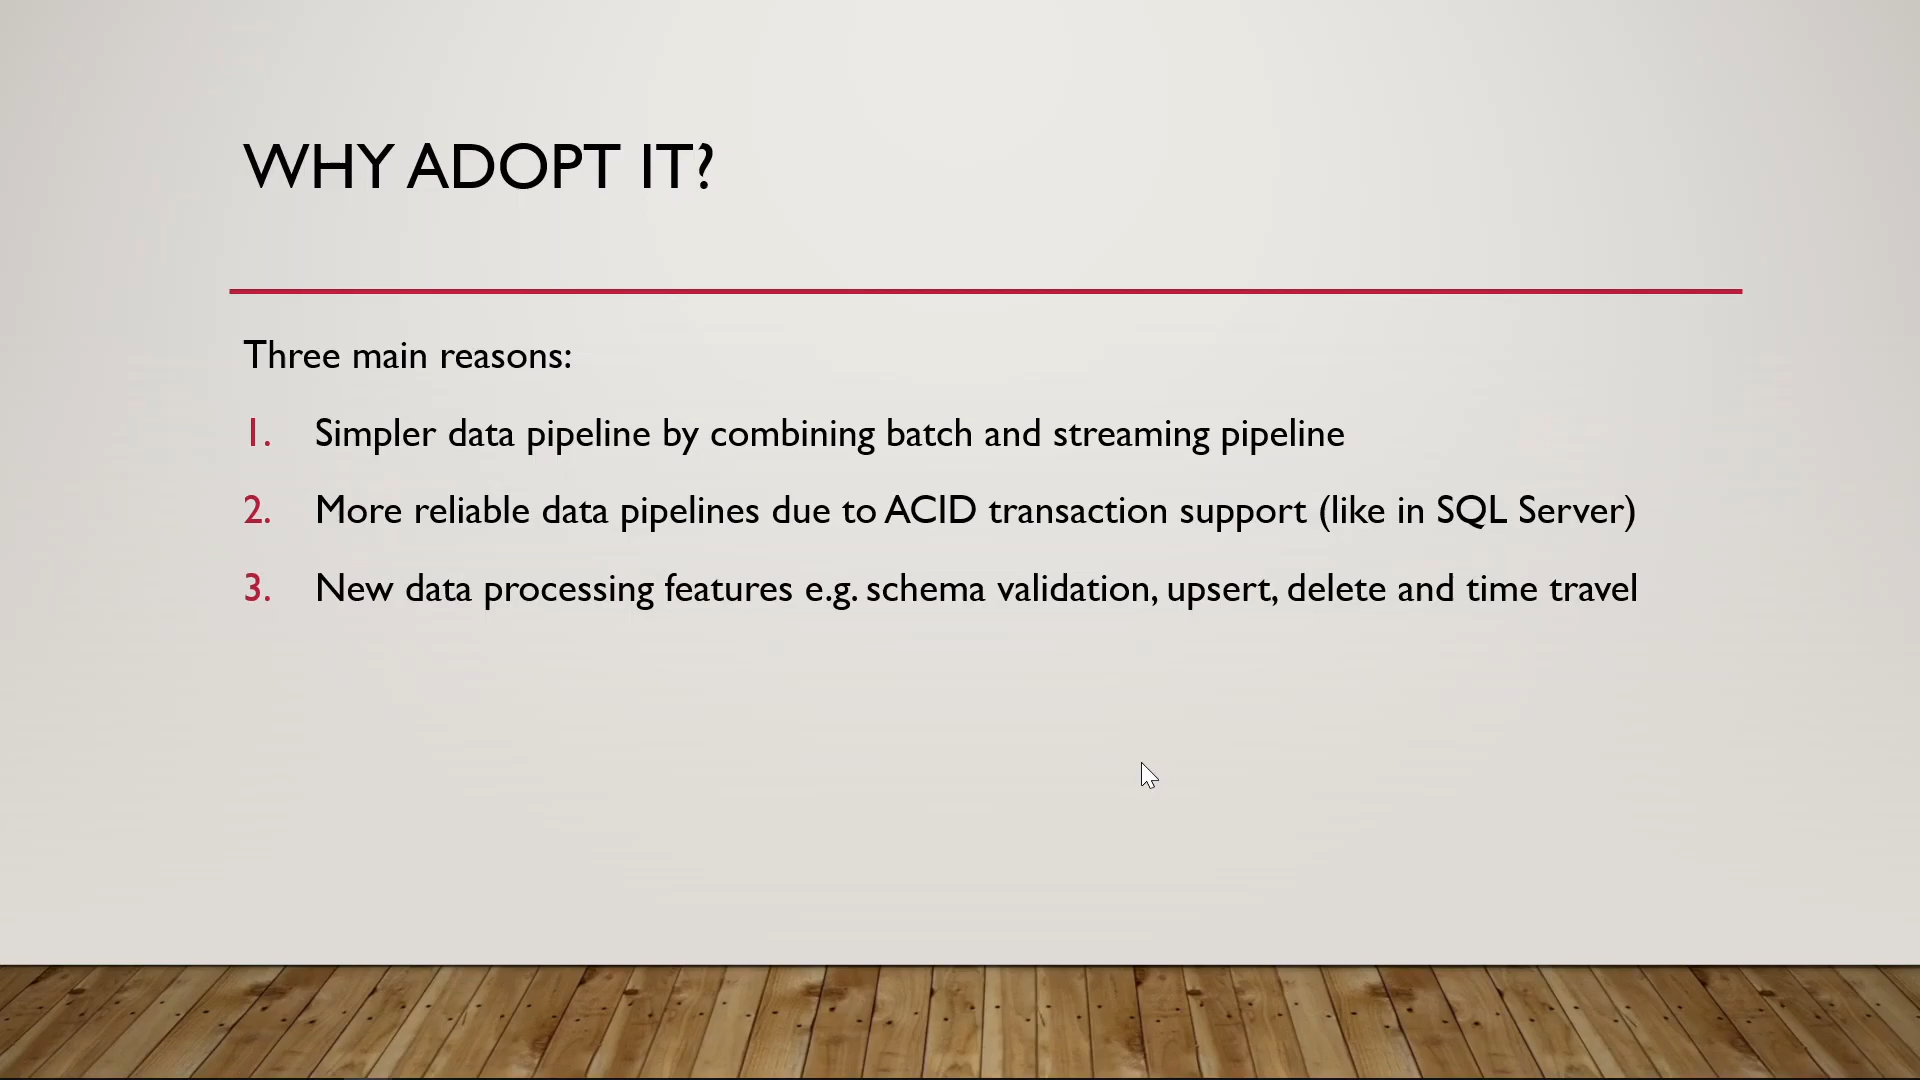 WHY ADOPT IT?
Three main reasons:
1. Simpler data pipeline by combining batch and streaming pipeline
2. More reliable data pipelines due to ACID transaction support (like in SQL Server)
3. New data processing features e.g. schema validation, upsert, delete and time travel